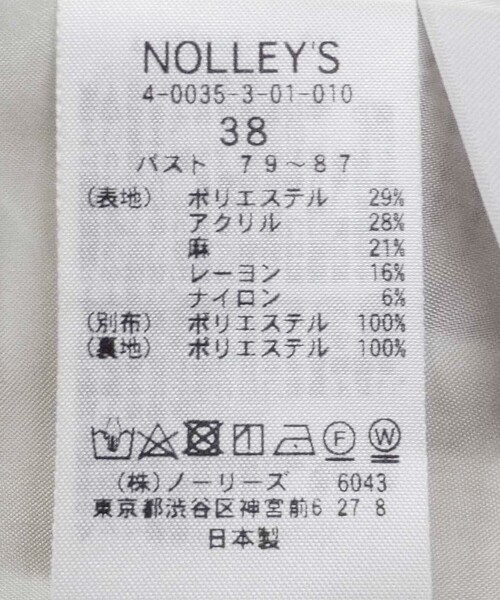 NOLLEY'S
4-0035-3-01-010
38
バスト 79~87
(表地) ポリエステル 29%
アクリル 28%
麻 21%
レーヨン 16%
ナイロン 6%
(別布) ポリエステル 100%
(裏地) ポリエステル 100%
F W
(株)ノーリーズ 6043
東京都渋谷区神宮前6 27 8
日本製